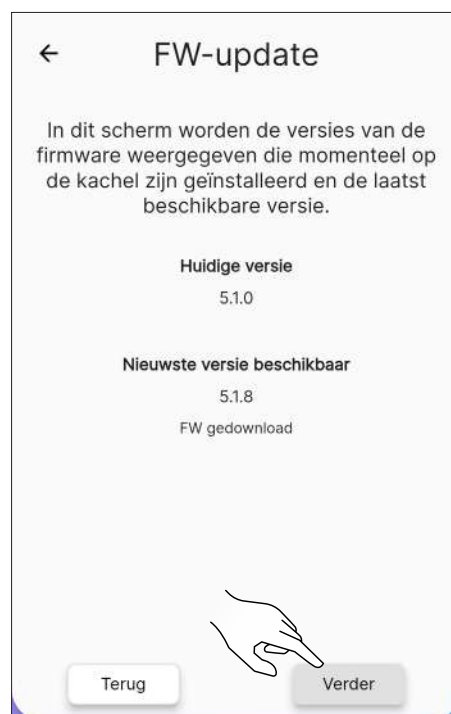 FW-update
In dit scherm worden de versies van de
firmware weergegeven die momenteel op
de kachel zijn geïnstalleerd en de laatst
beschikbare versie.
Huidige versie
5.1.0
Nieuwste versie beschikbaar
5.1.8
FW gedownload
Terug
Verder